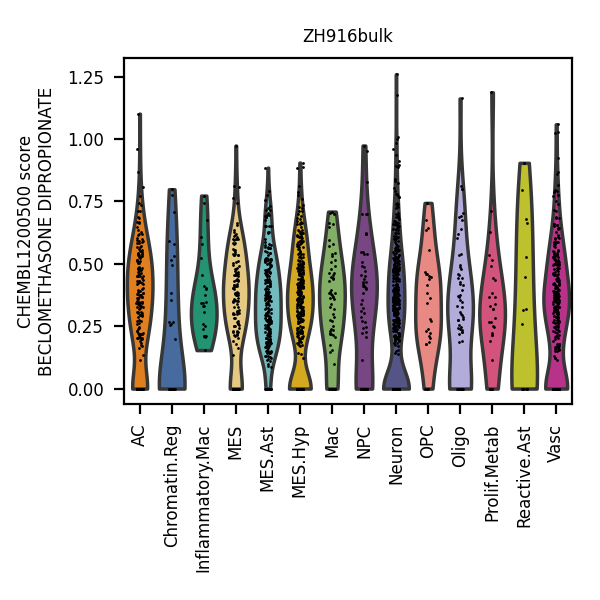 ZH916bulk
CHEMBL1200500 score
BECLOMETHASONE DIPROPIONATE
1.25
1.00
0.75
0.50
0.25
0.00
AC
Chromatin.Reg
Inflammatory.Mac
MES
MES.Ast
MES.Hyp
Mac
NPC
Neuron
OPC
Oligo
Prolif.Metab
Reactive.Ast
Vasc